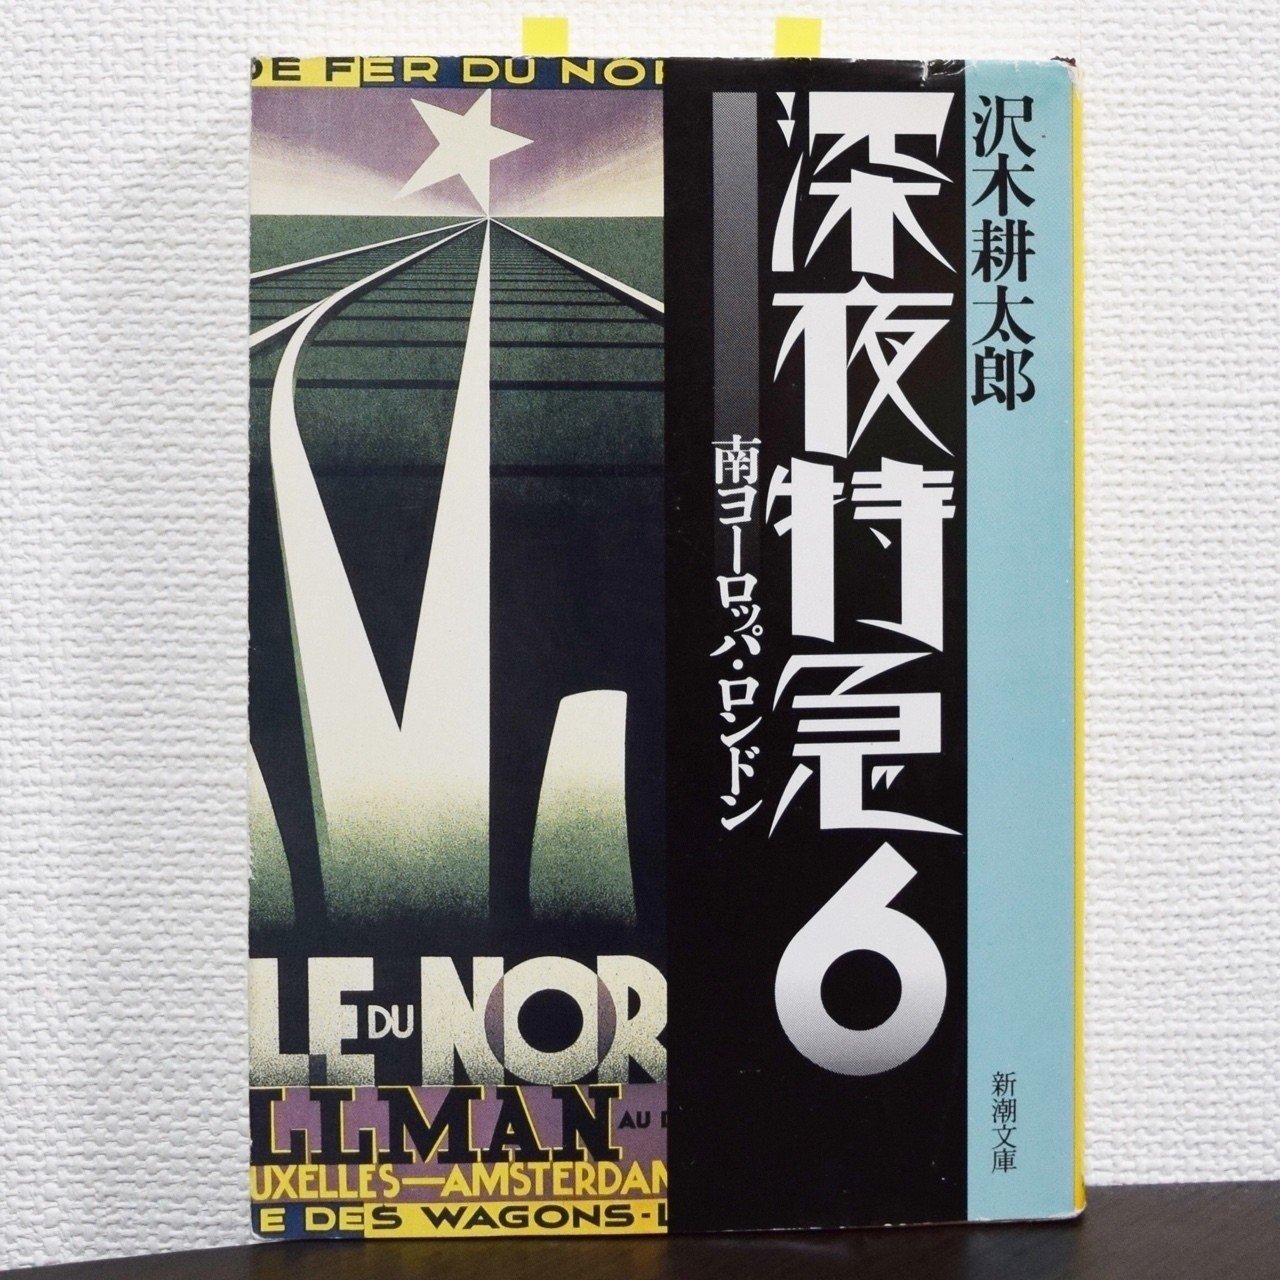 沢木耕太郎
深夜特急6
南ヨーロッパ・ロンドン
新潮文庫
DE FER DU NOR
LE DU NOR
LLMAN AU D
UXELLES—AMSTERDAM
E DES WAGONS-L